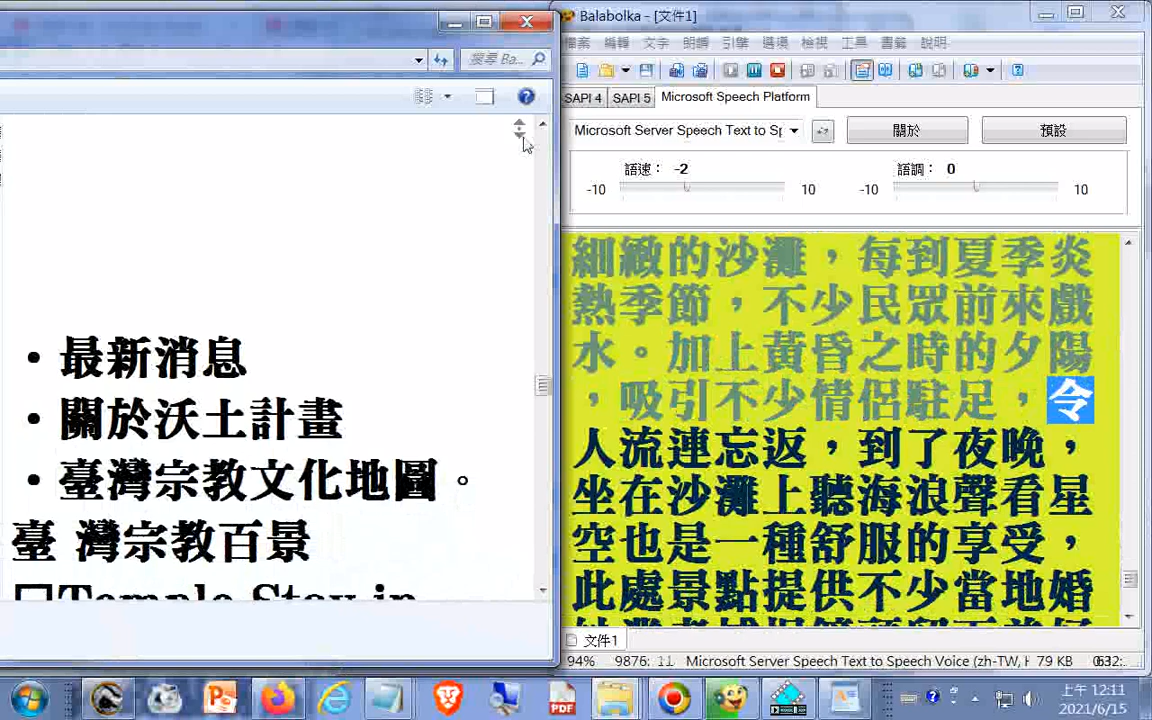 搜尋 Ba...
• 最新消息
• 關於沃土計畫
• 臺灣宗教文化地圖。
臺 灣宗教百景
□Temple Stay in
Balabolka - [文件1]
檔案 編輯 文字 朗讀 引擎 選項 檢視 工具 書籤 說明
SAPI 4 SAPI 5 Microsoft Speech Platform
Microsoft Server Speech Text to Sp 關於 預設
語速： -2 語調： 0
-10 10 -10 10
細緻的沙灘，每到夏季炎
熱季節，不少民眾前來戲
水。加上黃昏之時的夕陽
，吸引不少情侶駐足，令
人流連忘返，到了夜晚，
坐在沙灘上聽海浪聲看星
空也是一種舒服的享受，
此處景點提供不少當地婚
文件1
94% 9876: 11 Microsoft Server Speech Text to Speech Voice (zh-TW, H 79 KB
PDF
上午 12:11
2021/6/15